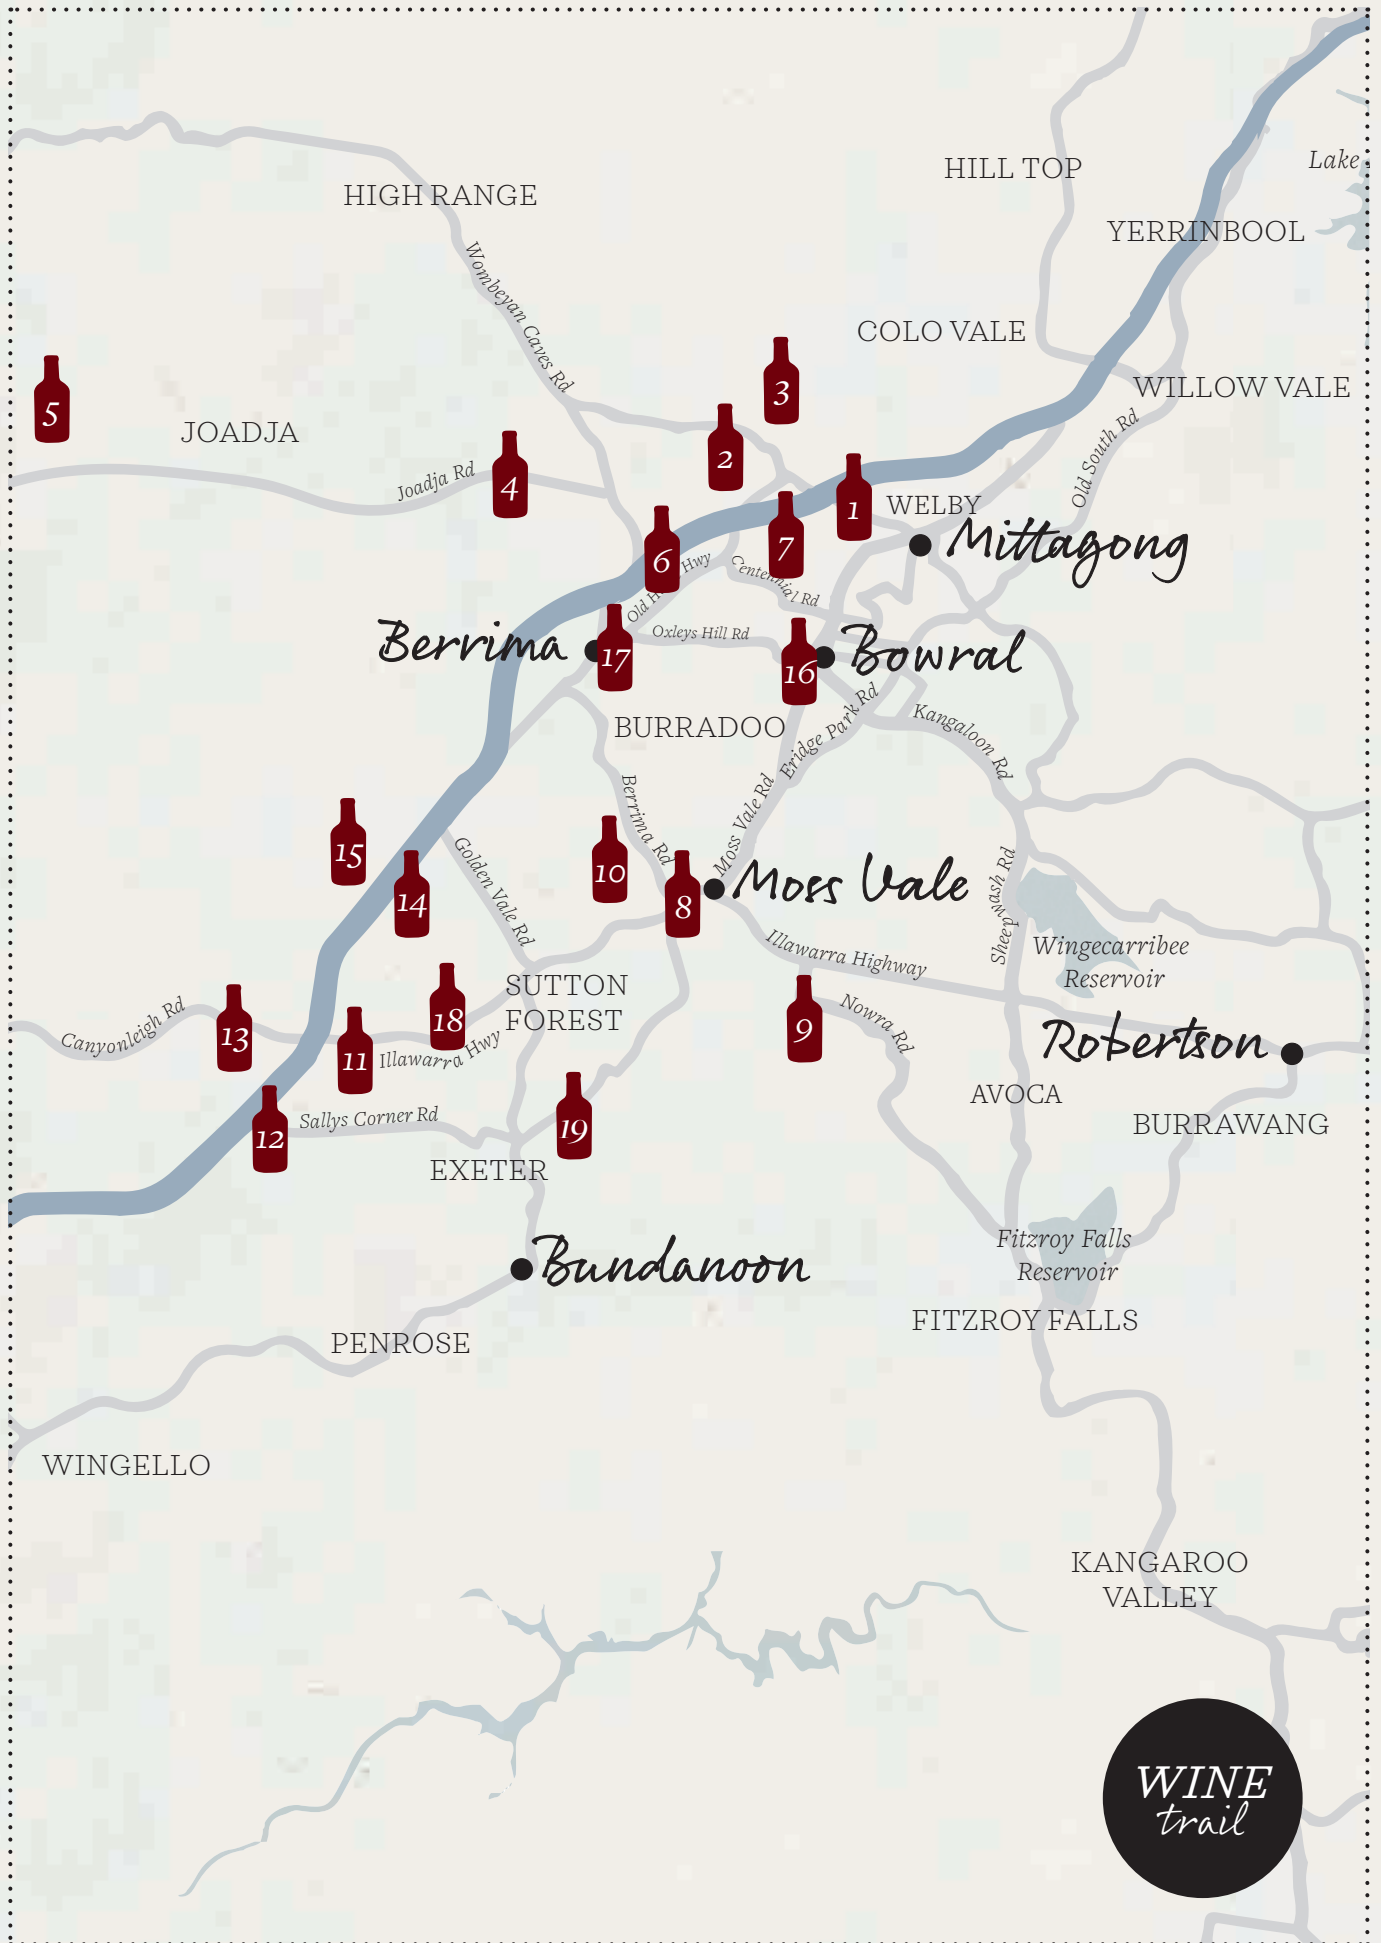 HILL TOP
Lake
HIGH RANGE
YERRINBOOL
Wombeyan Caves Rd
COLO VALE
3
WILLOW VALE
5
JOADJA
2
Old South Rd
Joadja Rd
4
1
WELBY
Mittagong
7
6
Old H Hwy
Centennial Rd
Berrima
17
Oxleys Hill Rd
16
Bowral
BURRADOO
Eridge Park Rd
Kangaloon Rd
Berrima Rd
Moss Vale Rd
15
Golden Vale Rd
10
14
8
Moss Vale
Sheepwash Rd
Illawarra Highway
Wingecarribee
Reservoir
SUTTON
FOREST
Canyonleigh Rd
13
18
9
Nowra Rd
11
Illawarra Hwy
Robertson
AVOCA
12
Sallys Corner Rd
19
BURRAWANG
EXETER
Fitzroy Falls
Reservoir
Bundanoon
FITZROY FALLS
PENROSE
WINGELLO
KANGAROO
VALLEY
WINE
trail